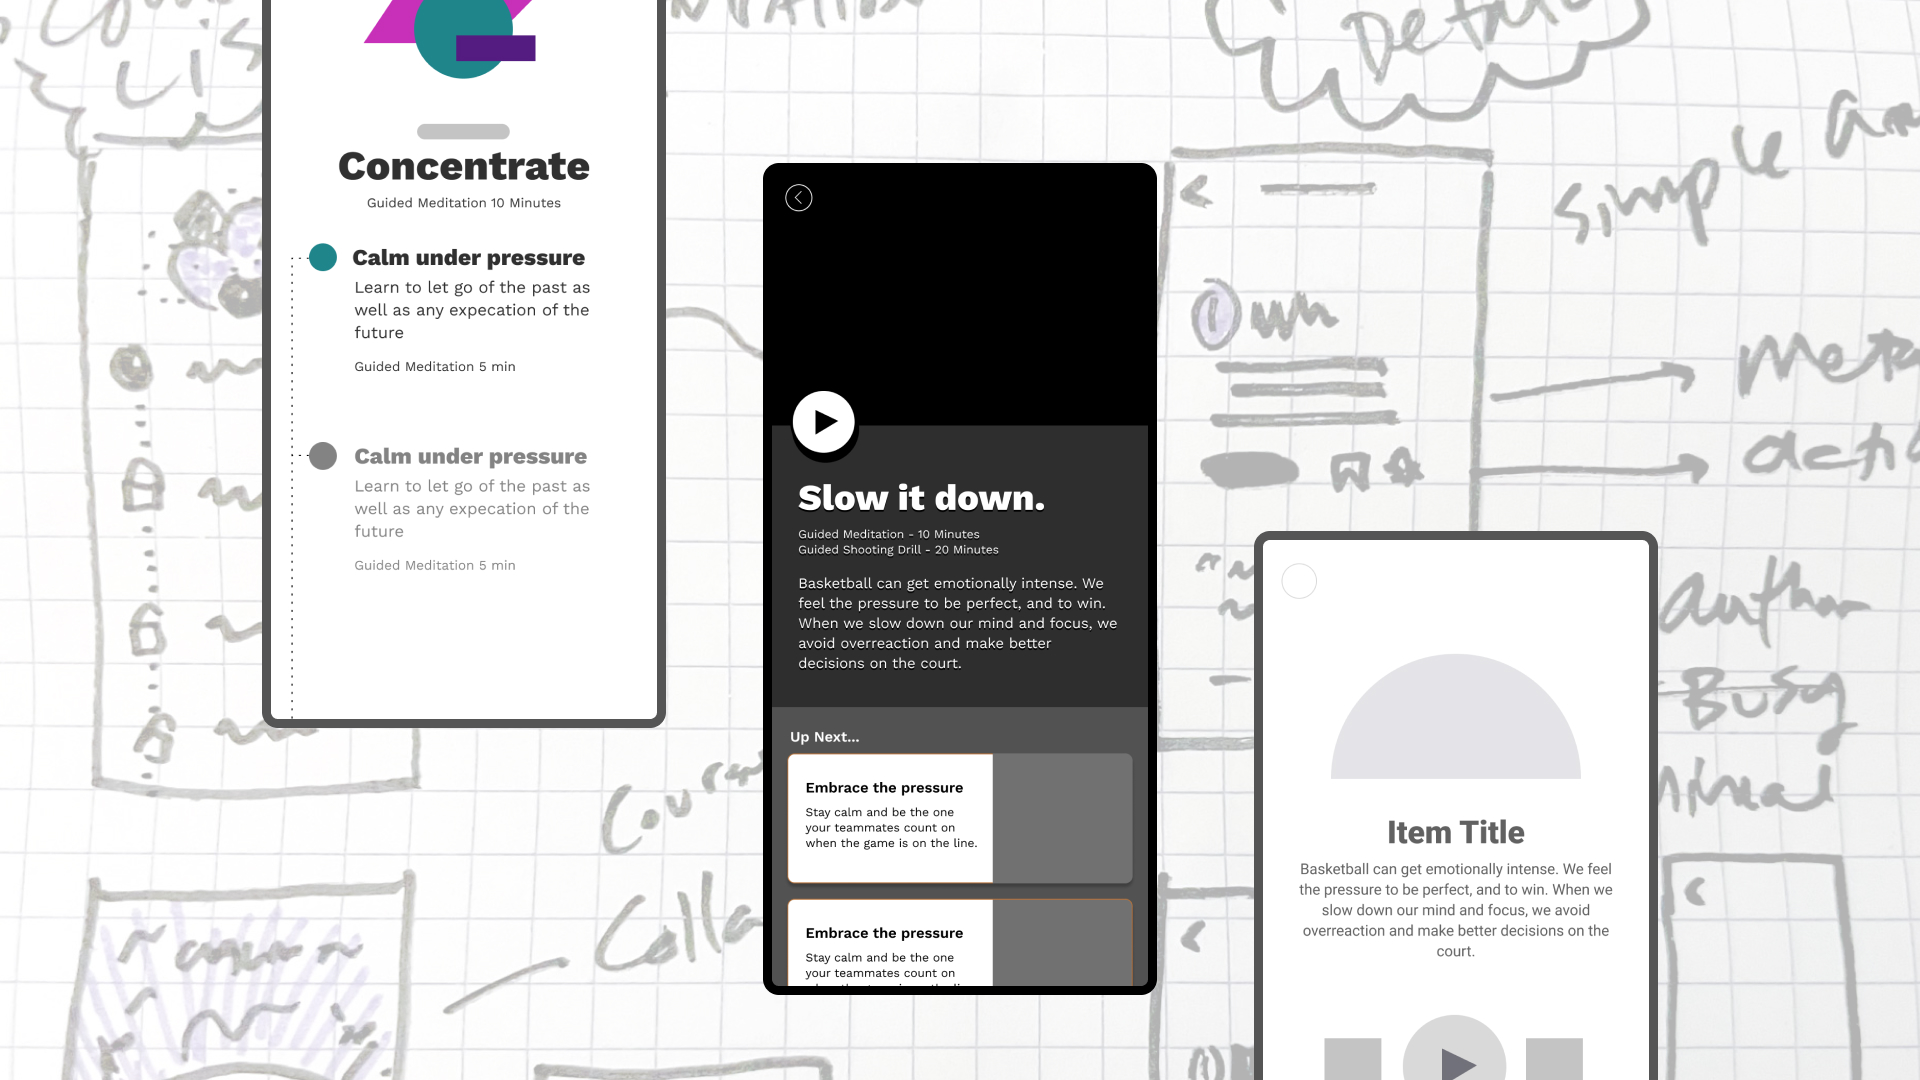 Concentrate
Guided Meditation 10 Minutes
Calm under pressure
Learn to let go of the past as
well as any expecation of the
future
Guided Meditation 5 min
Calm under pressure
Learn to let go of the past as
well as any expecation of the
future
Guided Meditation 5 min
Slow it down.
Guided Meditation - 10 Minutes
Guided Shooting Drill - 20 Minutes
Basketball can get emotionally intense. We
feel the pressure to be perfect, and to win.
When we slow down our mind and focus, we
avoid overreaction and make better
decisions on the court.
Up Next...
Embrace the pressure
Stay calm and be the one
your teammates count on
when the game is on the line.
Embrace the pressure
Stay calm and be the one
your teammates count on
Details
simple
author
Busy
Item Title
Basketball can get emotionally intense. We feel
the pressure to be perfect, and to win. When we
slow down our mind and focus, we avoid
overreaction and make better decisions on the
court.